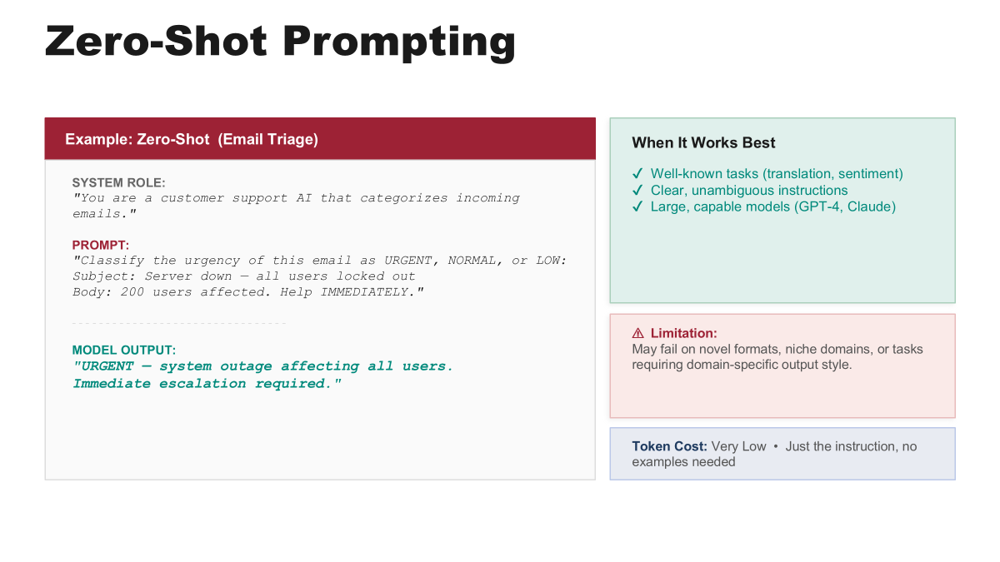 Zero-Shot Prompting
Example: Zero-Shot  (Email Triage)
SYSTEM ROLE:
"You are a customer support AI that categorizes incoming
emails."
PROMPT:
"Classify the urgency of this email as URGENT, NORMAL, or LOW:
Subject: Server down — all users locked out
Body: 200 users affected. Help IMMEDIATELY."
------------------------------
MODEL OUTPUT:
"URGENT — system outage affecting all users.
Immediate escalation required."
When It Works Best
✓ Well-known tasks (translation, sentiment)
✓ Clear, unambiguous instructions
✓ Large, capable models (GPT-4, Claude)
⚠ Limitation:
May fail on novel formats, niche domains, or tasks
requiring domain-specific output style.
Token Cost: Very Low • Just the instruction, no
examples needed